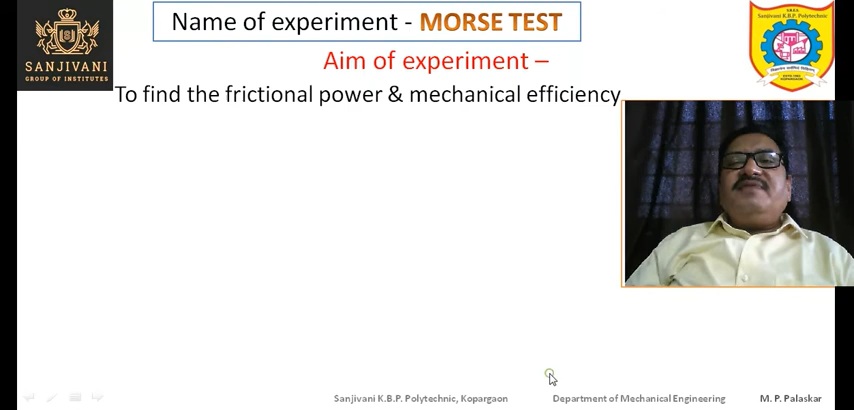 Name of experiment - MORSE TEST
SANJIVANI
GROUP OF INSTITUTES
Sanjivani K.B.P. Polytechnic
Aim of experiment –
To find the frictional power & mechanical efficiency
Sanjivani K.B.P. Polytechnic, Kopargaon Department of Mechanical Engineering M. P. Palaskar